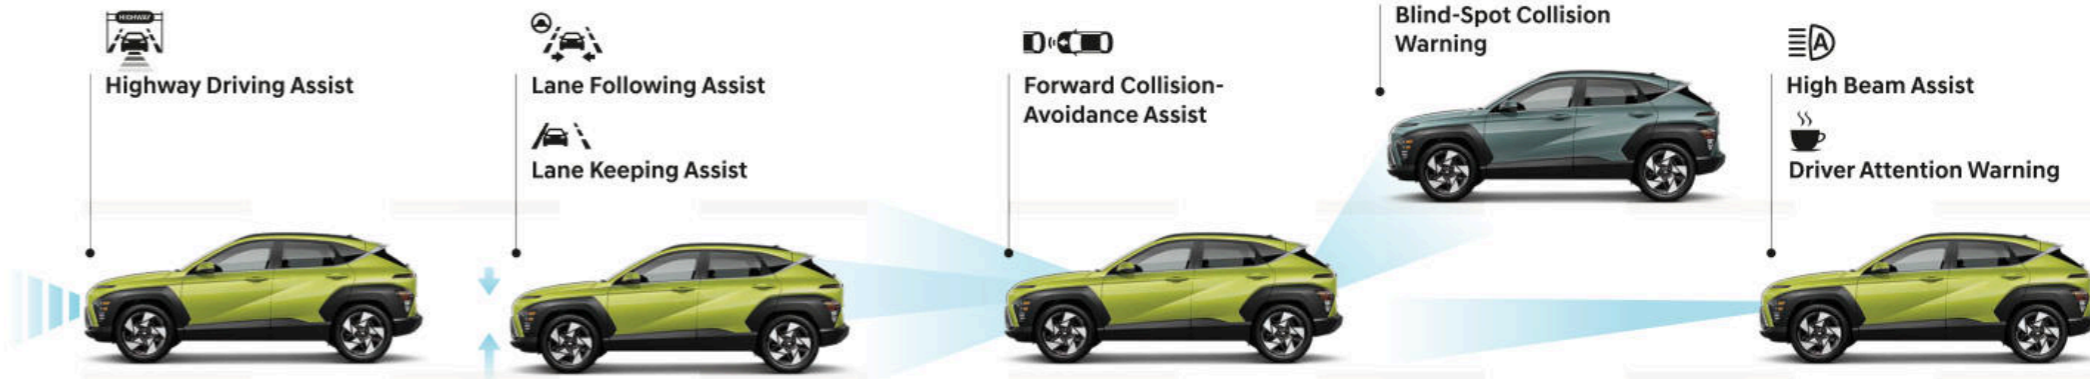 HIGHWAY
Highway Driving Assist
Lane Following Assist
Lane Keeping Assist
Forward Collision-
Avoidance Assist
Blind-Spot Collision
Warning
A
High Beam Assist
Driver Attention Warning